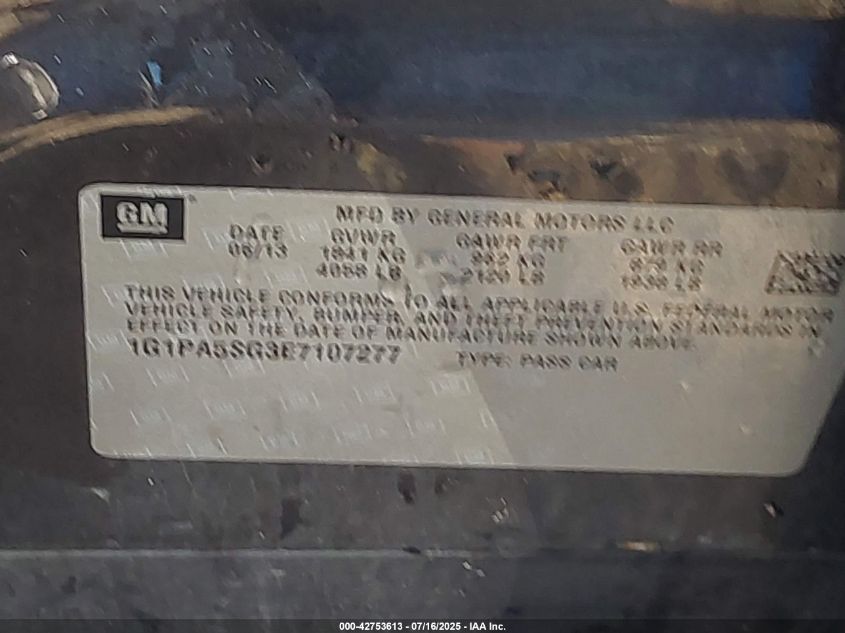 GM®
MFD BY GENERAL MOTORS LLC
DATE GVWR GAWR FRT GAWR RR
06/13 1841 KG 962 KG 879 KG
4058 LB 2120 LB 1938 LB
THIS VEHICLE CONFORMS TO ALL APPLICABLE U.S. FEDERAL MOTOR
VEHICLE SAFETY, BUMPER, AND THEFT PREVENTION STANDARDS IN
EFFECT ON THE DATE OF MANUFACTURE SHOWN ABOVE.
1G1PA5SG3E7107277 TYPE: PASS CAR
000-42753613 - 07/16/2025 - IAA Inc.